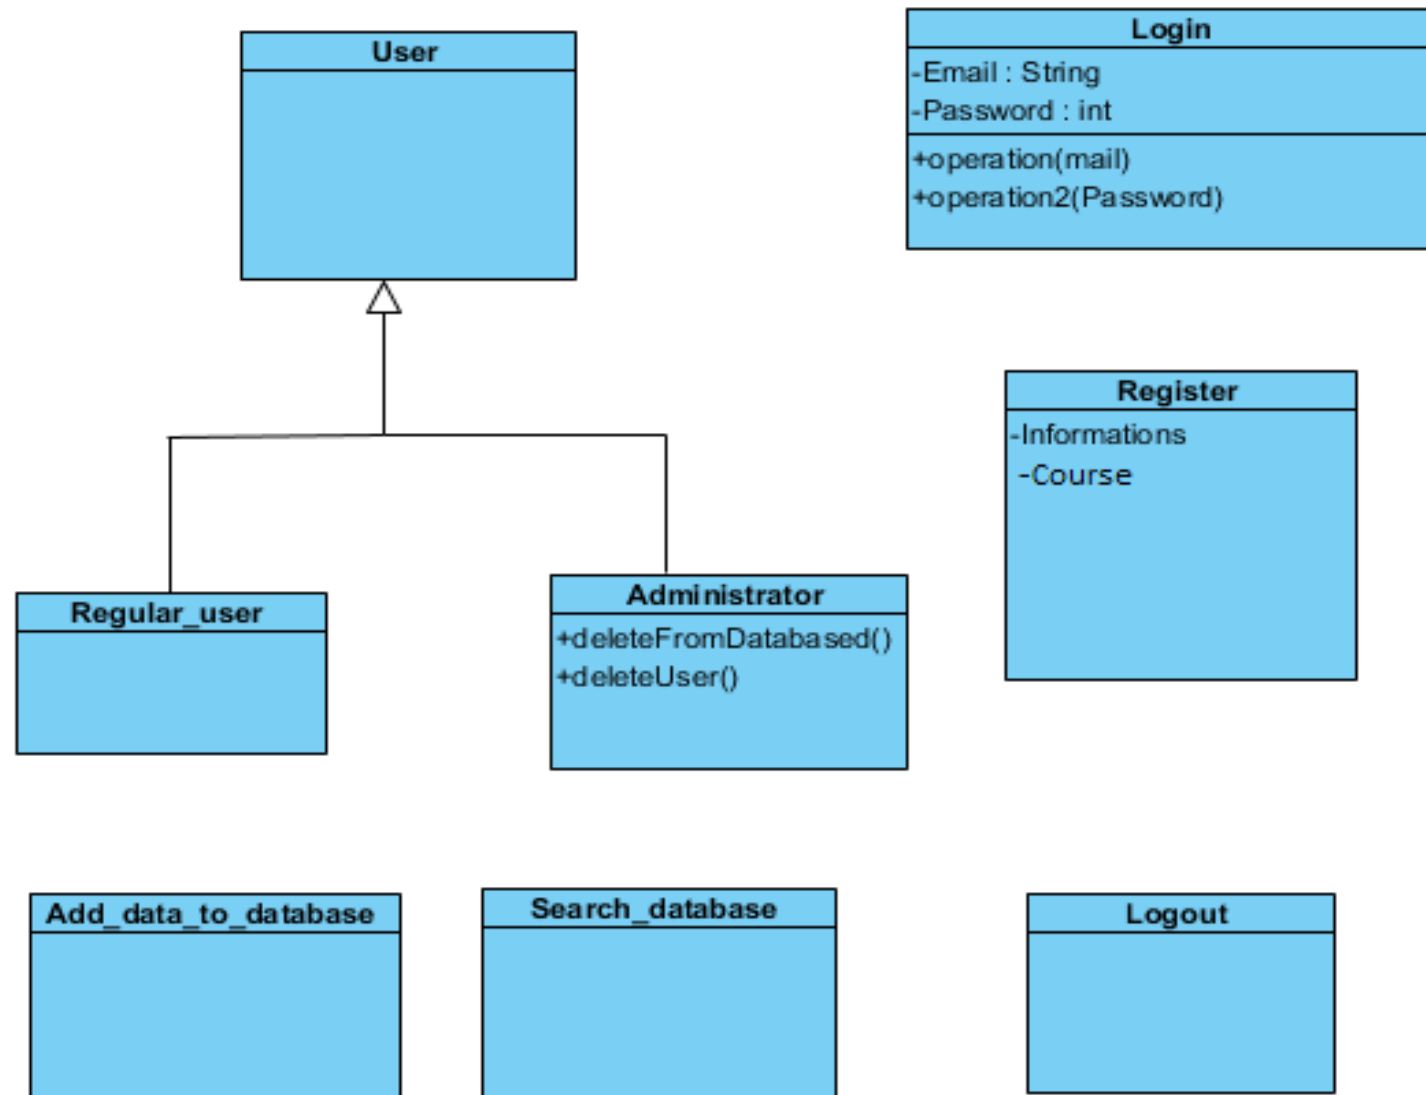 User
Login
-Email : String
-Password : int
+operation(mail)
+operation2(Password)
Register
-Informations
-Course
Regular_user
Administrator
+deleteFromDatabased()
+deleteUser()
Add_data_to_database
Search_database
Logout